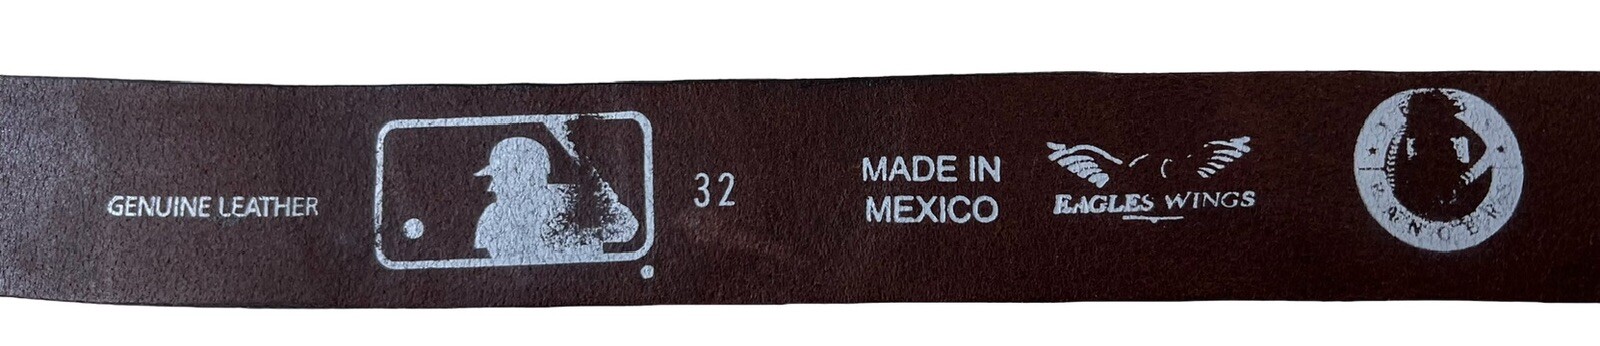 GENUINE LEATHER
32
MADE IN
MEXICO
EAGLES WINGS